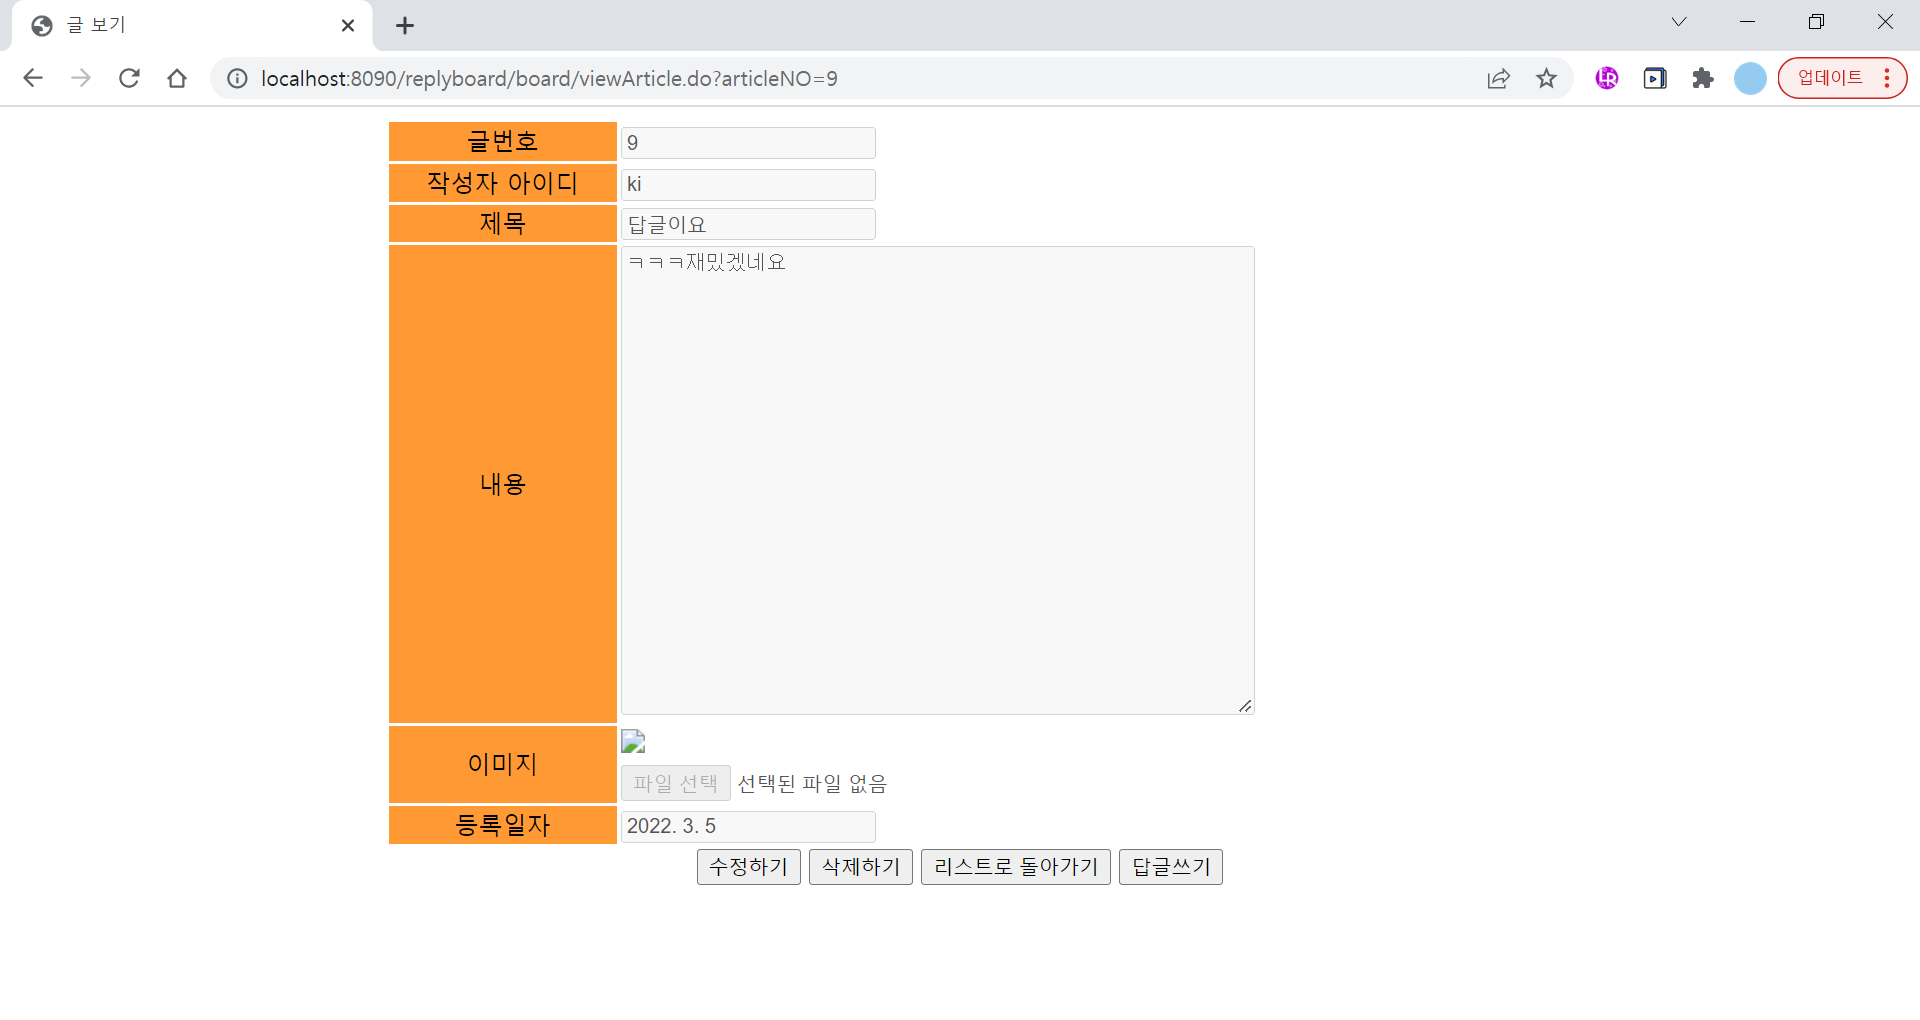 글 보기
localhost:8090/replyboard/board/viewArticle.do?articleNO=9
업데이트
글번호 9
작성자 아이디 ki
제목 답글이요
내용 ㅋㅋㅋ재밌겠네요
이미지
파일 선택 선택된 파일 없음
등록일자 2022. 3. 5
수정하기 삭제하기 리스트로 돌아가기 답글쓰기